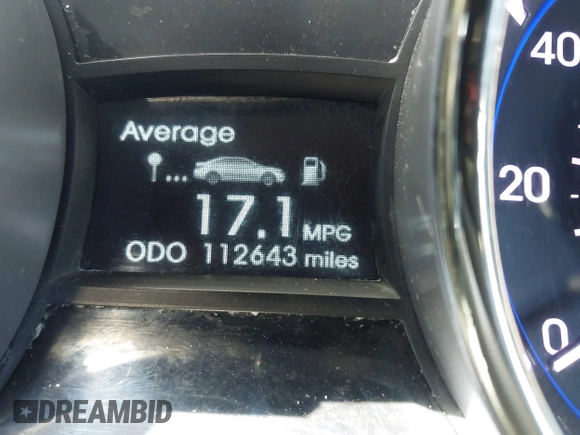 40
Average
17.1 MPG
20
ODO 112643 miles
0
DREAMBID